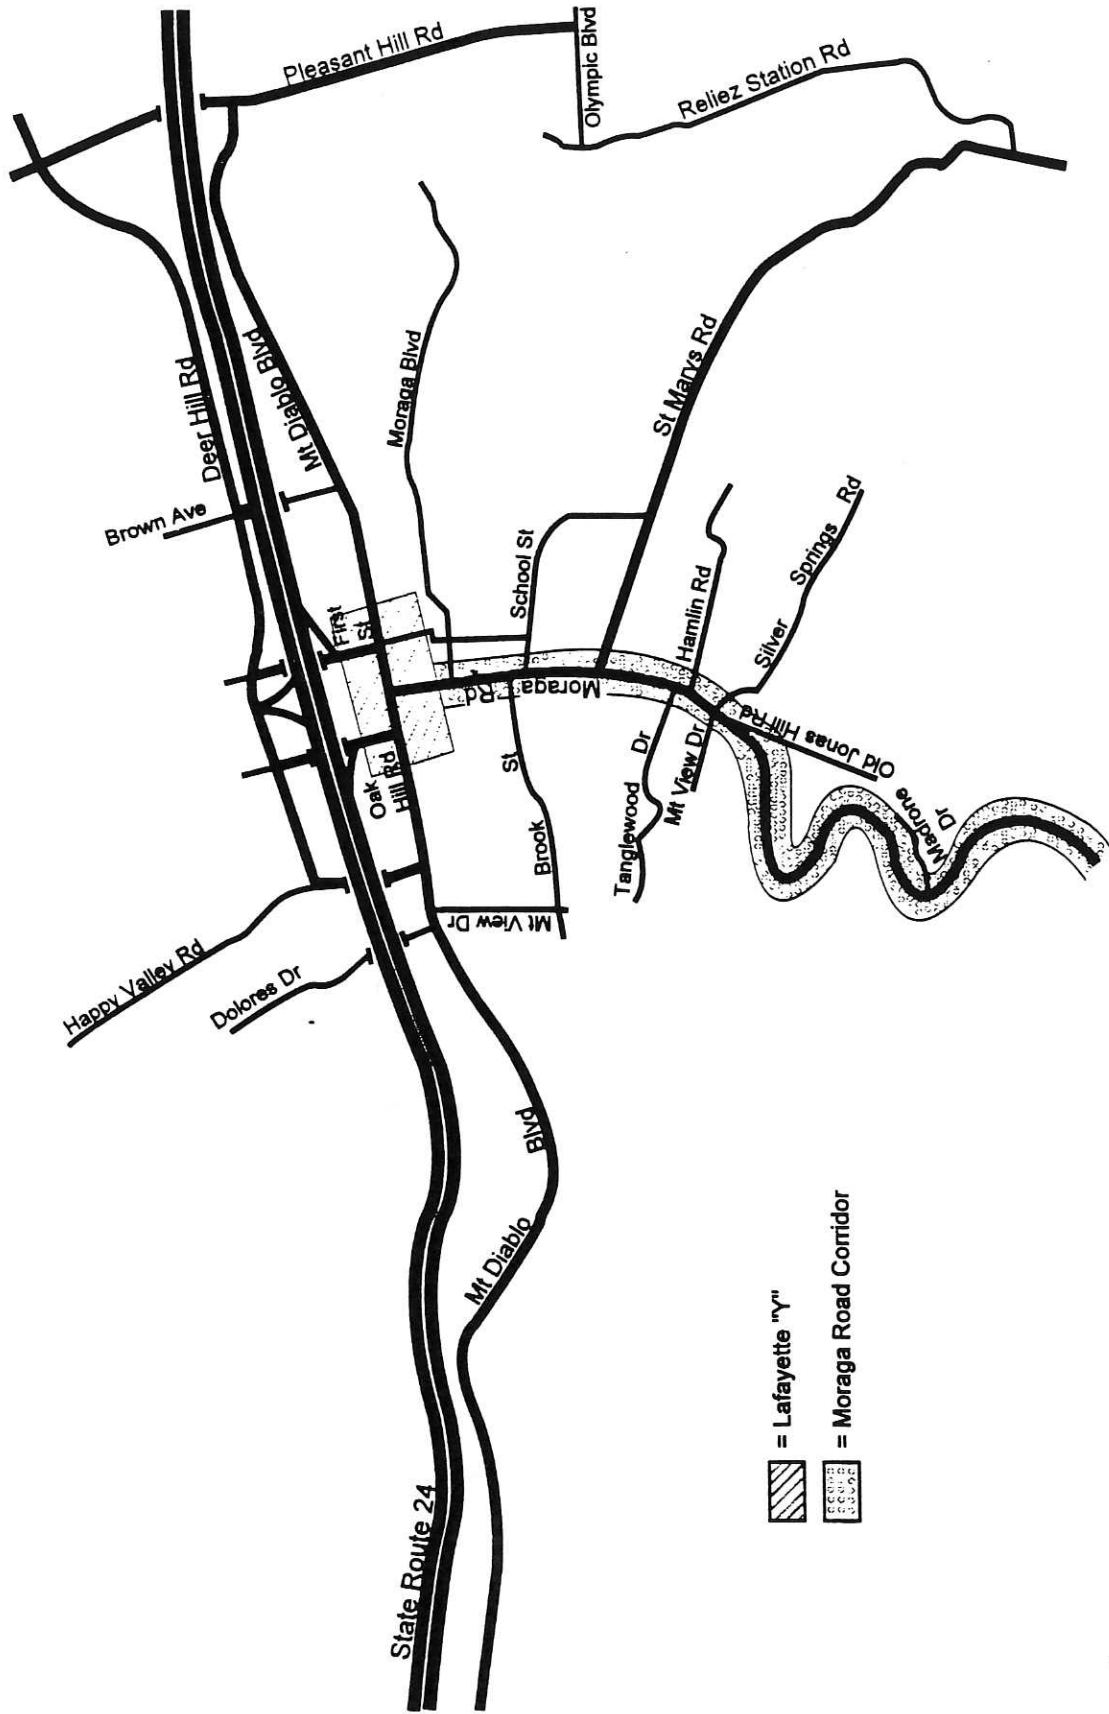 Pleasant Hill Rd
Olympic Blvd
Reliez Station Rd
Deer Hill Rd
Mt Diablo Blvd
Moraga Blvd
St Marys Rd
Brown Ave
First
St
School St
Hamlin Rd
Silver Springs Rd
Moraga
Rd
Oak
Hill Rd
Brook St
Tanglewood Dr
Mt View Dr
Old Jonas Hill Rd
Madrone
Dr
Happy Valley Rd
Dolores Dr
Mt View Dr
Mt Diablo Blvd
State Route 24
= Lafayette "Y"
= Moraga Road Corridor